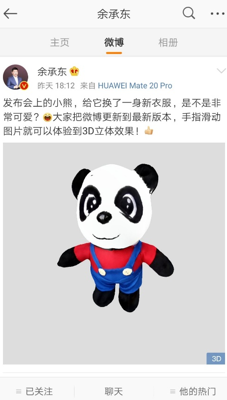 余承东
主页 微博 相册
余承东
昨天 18:12 来自 HUAWEI Mate 20 Pro
发布会上的小熊，给它换了一身新衣服，是不是非
常可爱？大家把微博更新到最新版本，手指滑动
图片就可以体验到3D立体效果！
3D
已关注 聊天 他的热门